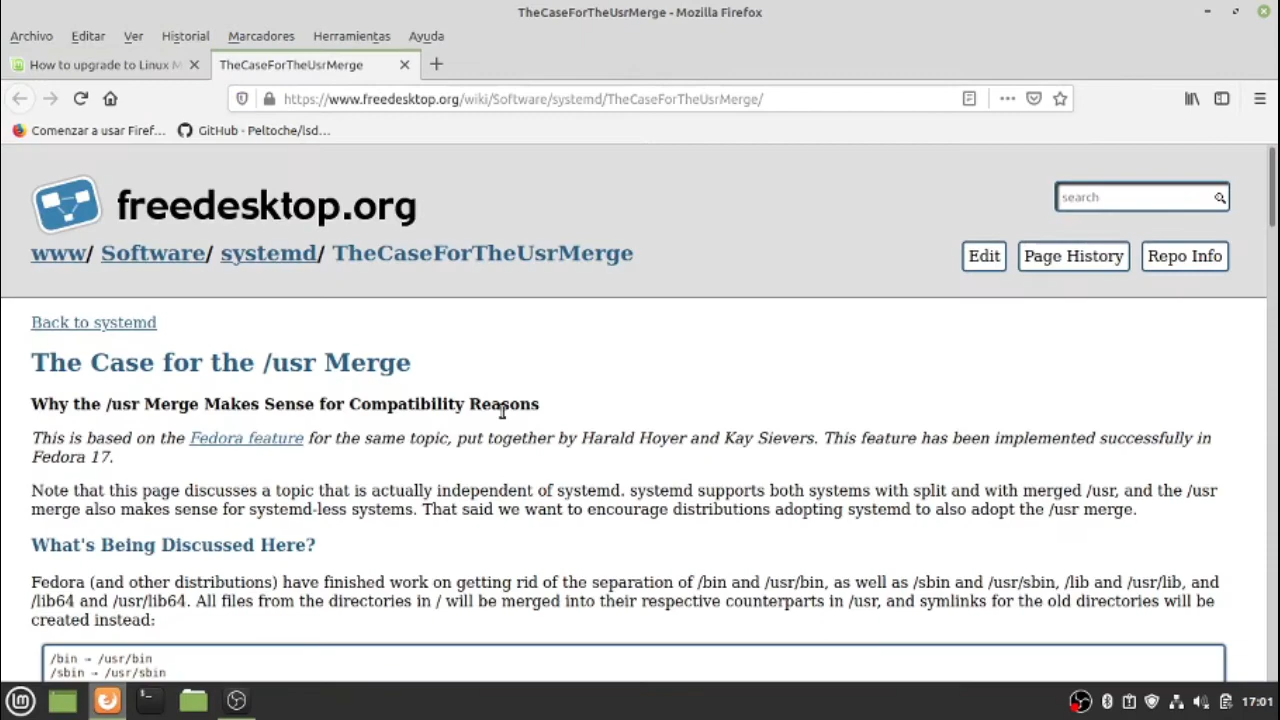 TheCaseForTheUsrMerge - Mozilla Firefox
Archivo Editar Ver Historial Marcadores Herramientas Ayuda
How to upgrade to Linux M
TheCaseForTheUsrMerge
https://www.freedesktop.org/wiki/Software/systemd/TheCaseForTheUsrMerge/
Comenzar a usar Firef... GitHub - Peltoche/lsd...
freedesktop.org
search
www/ Software/ systemd/ TheCaseForTheUsrMerge
Edit Page History Repo Info
Back to systemd
The Case for the /usr Merge
Why the /usr Merge Makes Sense for Compatibility Reasons
This is based on the Fedora feature for the same topic, put together by Harald Hoyer and Kay Sievers. This feature has been implemented successfully in
Fedora 17.
Note that this page discusses a topic that is actually independent of systemd. systemd supports both systems with split and with merged /usr, and the /usr
merge also makes sense for systemd-less systems. That said we want to encourage distributions adopting systemd to also adopt the /usr merge.
What's Being Discussed Here?
Fedora (and other distributions) have finished work on getting rid of the separation of /bin and /usr/bin, as well as /sbin and /usr/sbin, /lib and /usr/lib, and
/lib64 and /usr/lib64. All files from the directories in / will be merged into their respective counterparts in /usr, and symlinks for the old directories will be
created instead:
/bin → /usr/bin
/sbin → /usr/sbin
17:01